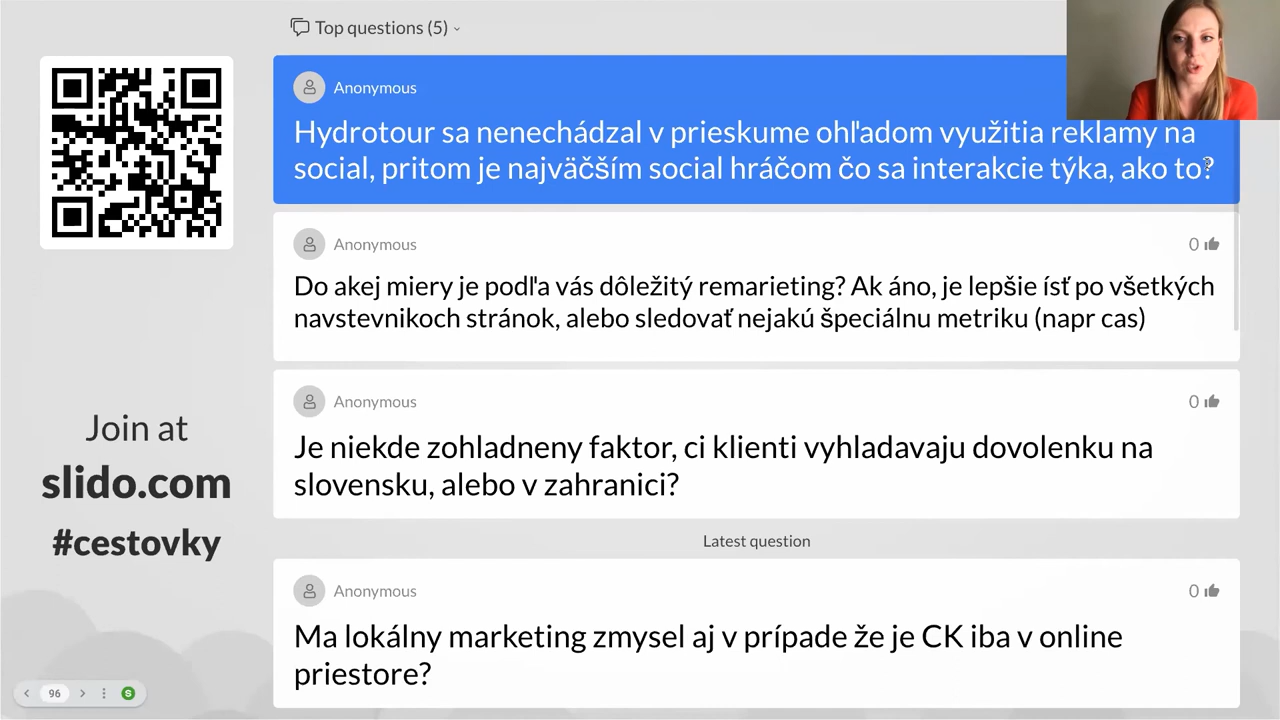 Top questions (5)
Anonymous
Hydrotour sa nenechádzal v prieskume ohľadom využitia reklamy na
social, pritom je najväčším social hráčom čo sa interakcie týka, ako to?
Anonymous
0
Do akej miery je podľa vás dôležitý remarieting? Ak áno, je lepšie ísť po všetkých
navstevnikoch stránok, alebo sledovať nejakú špeciálnu metriku (napr cas)
Anonymous
0
Je niekde zohladneny faktor, ci klienti vyhladavaju dovolenku na
slovensku, alebo v zahranici?
Latest question
Anonymous
0
Ma lokálny marketing zmysel aj v prípade že je CK iba v online
priestore?
Join at
slido.com
#cestovky
96
S